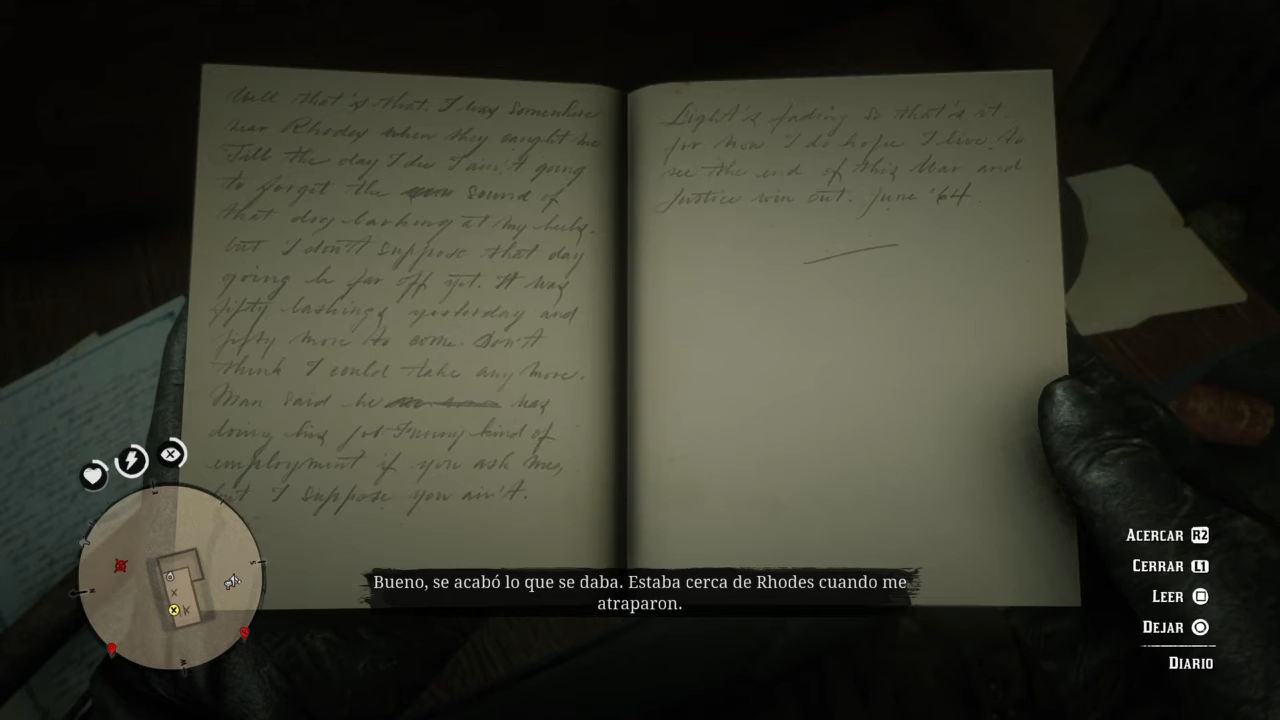 Well that's that. I was somewhere
near Rhodes when they caught me
Till the day I die I ain't going
to forget the sound of
that dog barking at my heels.
but I don't suppose that day
going be far off yet. It was
fifty lashings yesterday and
fifty more to come. Don't
think I could take any more.
Man said he was
doing his job Funny kind of
employment if you ask me,
but I suppose you ain't.
Light's fading so that's it
for now I do hope I live to
see the end of this War and
Justice win out. June '64
Bueno, se acabó lo que se daba. Estaba cerca de Rhodes cuando me
atraparon.
ACERCAR R2
CERRAR L1
LEER
DEJAR
DIARIO